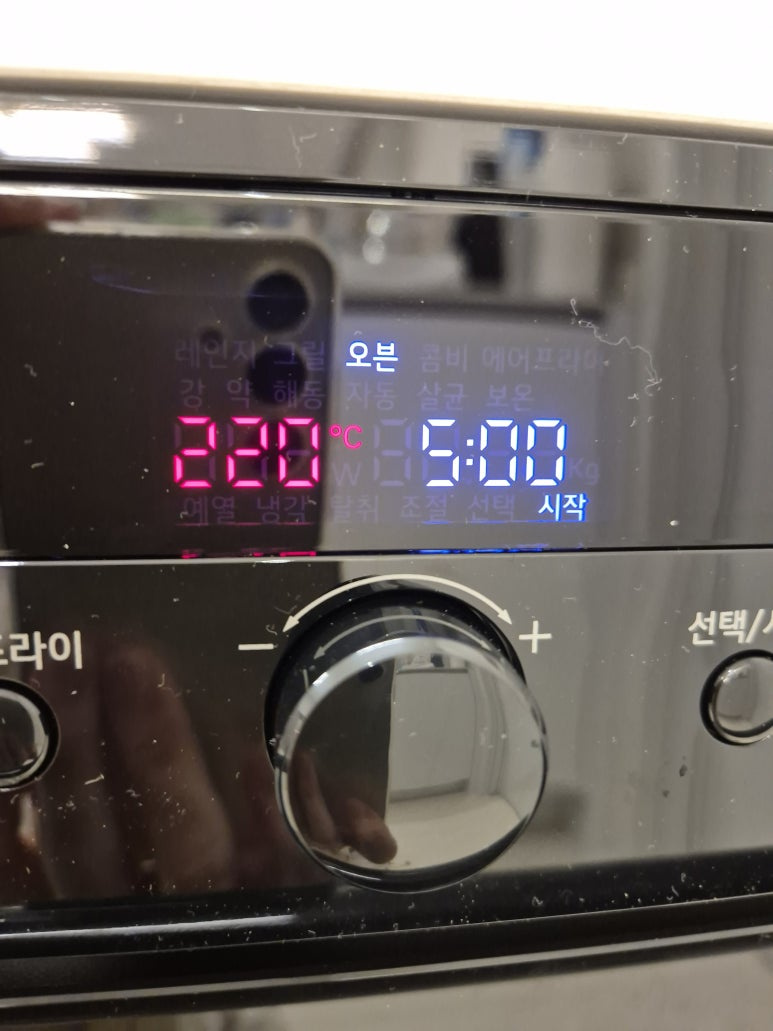 레인지 그릴 오븐 콤비 에어프라이
강 약 해동 자동 살균 보온
220 °C W 5:00 Kg
예열 냉각 탈취 조절 선택 시작
− +
프라이
선택/